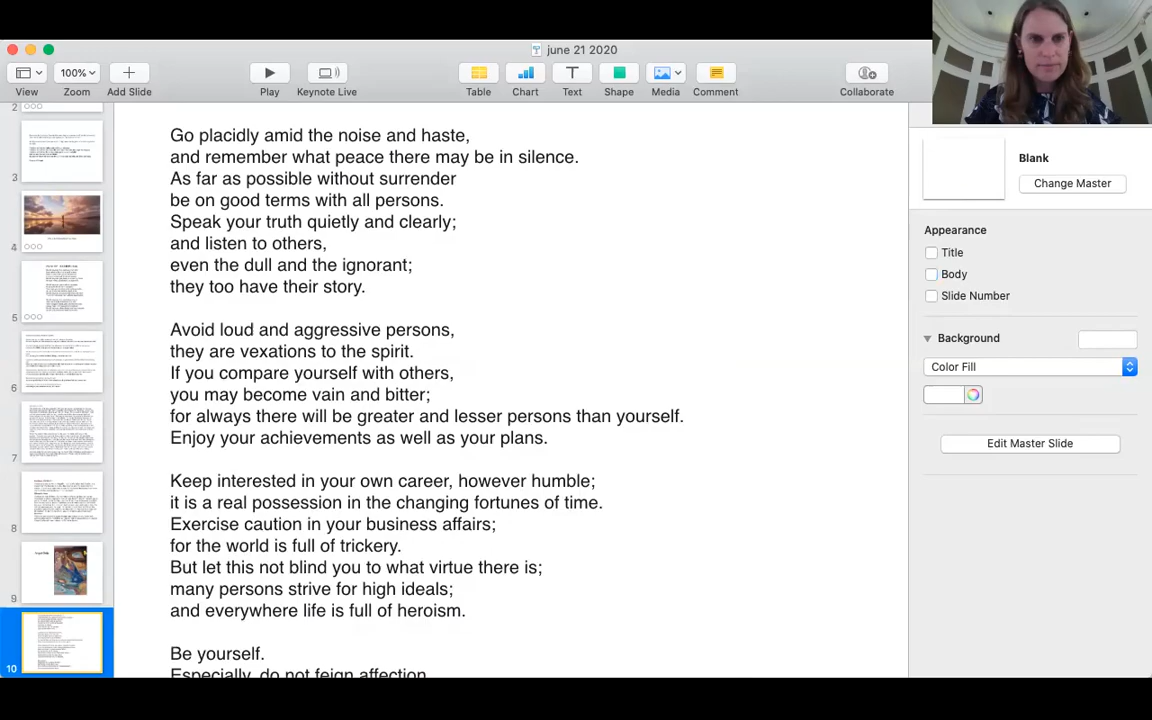 june 21 2020
100%
View
Zoom
Add Slide
Play
Keynote Live
Table
Chart
Text
Shape
Media
Comment
Collaborate
2
3
4
5
6
7
8
9
10
Go placidly amid the noise and haste,
and remember what peace there may be in silence.
As far as possible without surrender
be on good terms with all persons.
Speak your truth quietly and clearly;
and listen to others,
even the dull and the ignorant;
they too have their story.
Avoid loud and aggressive persons,
they are vexations to the spirit.
If you compare yourself with others,
you may become vain and bitter;
for always there will be greater and lesser persons than yourself.
Enjoy your achievements as well as your plans.
Keep interested in your own career, however humble;
it is a real possession in the changing fortunes of time.
Exercise caution in your business affairs;
for the world is full of trickery.
But let this not blind you to what virtue there is;
many persons strive for high ideals;
and everywhere life is full of heroism.
Be yourself.
Especially, do not feign affection.
Blank
Change Master
Appearance
Title
Body
Slide Number
Background
Color Fill
Edit Master Slide